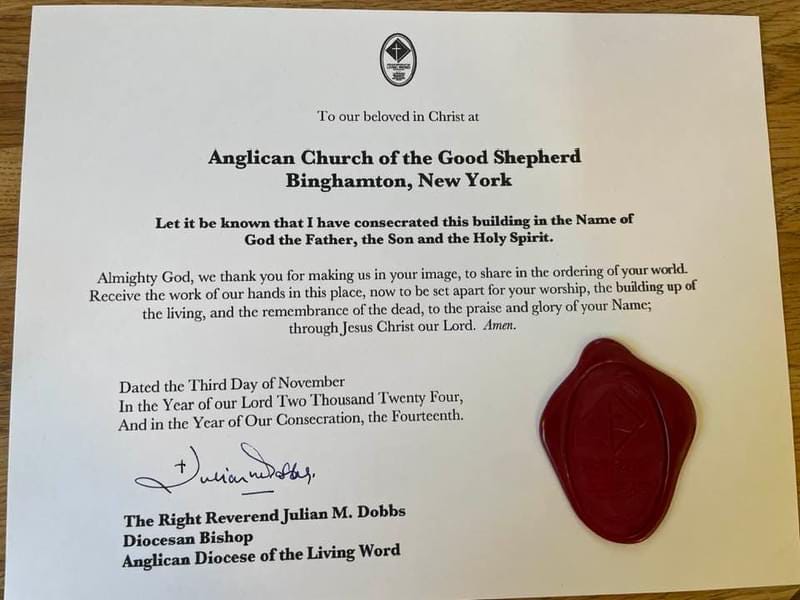 To our beloved in Christ at
Anglican Church of the Good Shepherd
Binghamton, New York
Let it be known that I have consecrated this building in the Name of
God the Father, the Son and the Holy Spirit.
Almighty God, we thank you for making us in your image, to share in the ordering of your world.
Receive the work of our hands in this place, now to be set apart for your worship, the building up of
the living, and the remembrance of the dead, to the praise and glory of your Name;
through Jesus Christ our Lord. Amen.
Dated the Third Day of November
In the Year of our Lord Two Thousand Twenty Four,
And in the Year of Our Consecration, the Fourteenth.
Julian M Dobbs.
The Right Reverend Julian M. Dobbs
Diocesan Bishop
Anglican Diocese of the Living Word